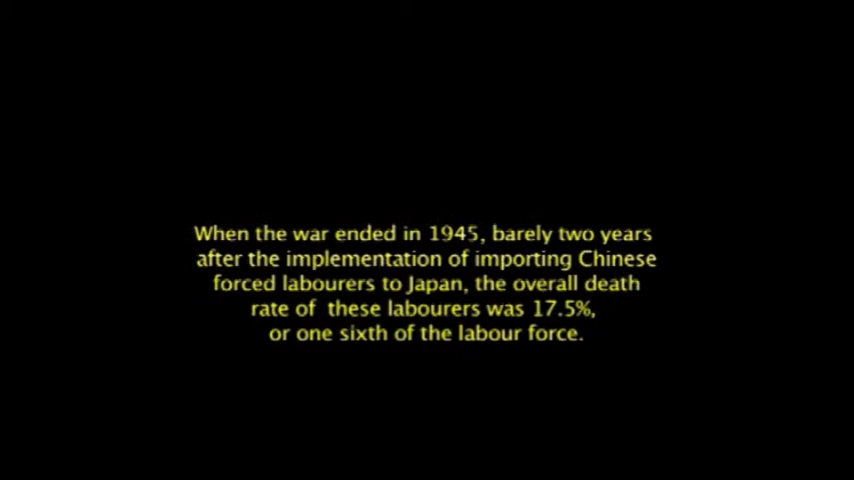 When the war ended in 1945, barely two years
after the implementation of importing Chinese
forced labourers to Japan, the overall death
rate of these labourers was 17.5%,
or one sixth of the labour force.